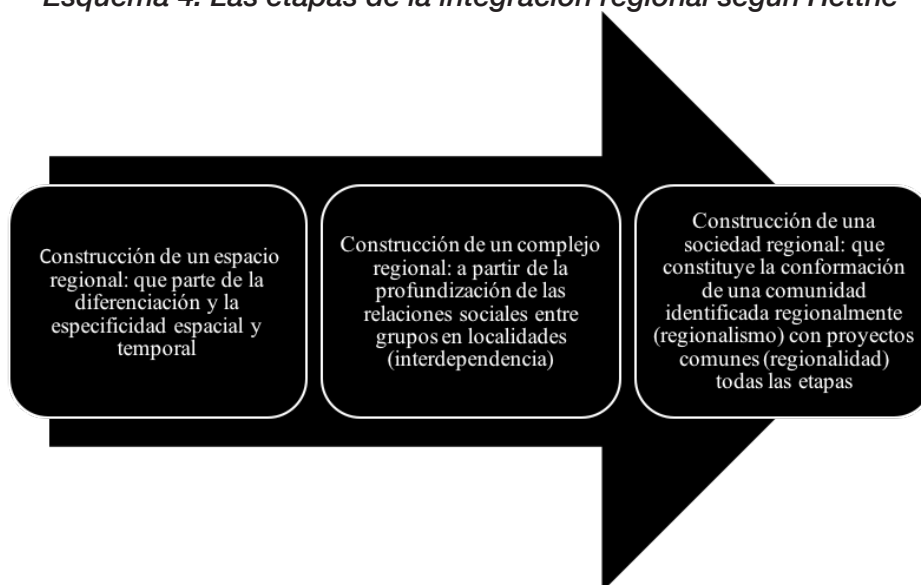 Esquema 4. Las etapas de la integración regional según Hettne
Construcción de un espacio
regional: que parte de la
diferenciación y la
especificidad espacial y
temporal
Construcción de un complejo
regional: a partir de la
profundización de las
relaciones sociales entre
grupos en localidades
(interdependencia)
Construcción de una
sociedad regional: que
constituye la conformación
de una comunidad
identificada regionalmente
(regionalismo) con proyectos
comunes (regionalidad)
todas las etapas